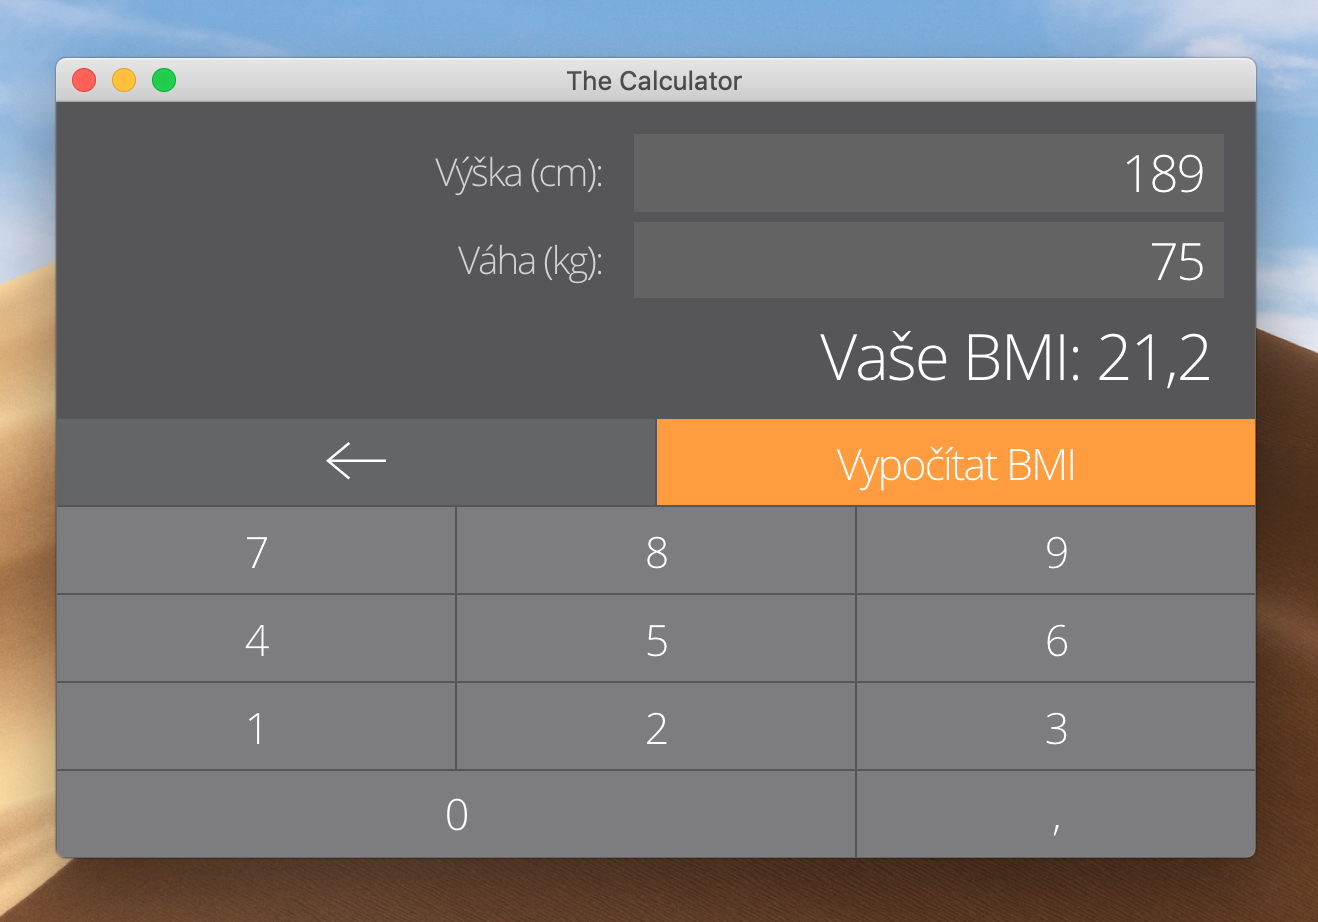 The Calculator
Výška (cm): 189
Váha (kg): 75
Vaše BMI: 21,2
Vypočítat BMI
7 8 9
4 5 6
1 2 3
0 ,